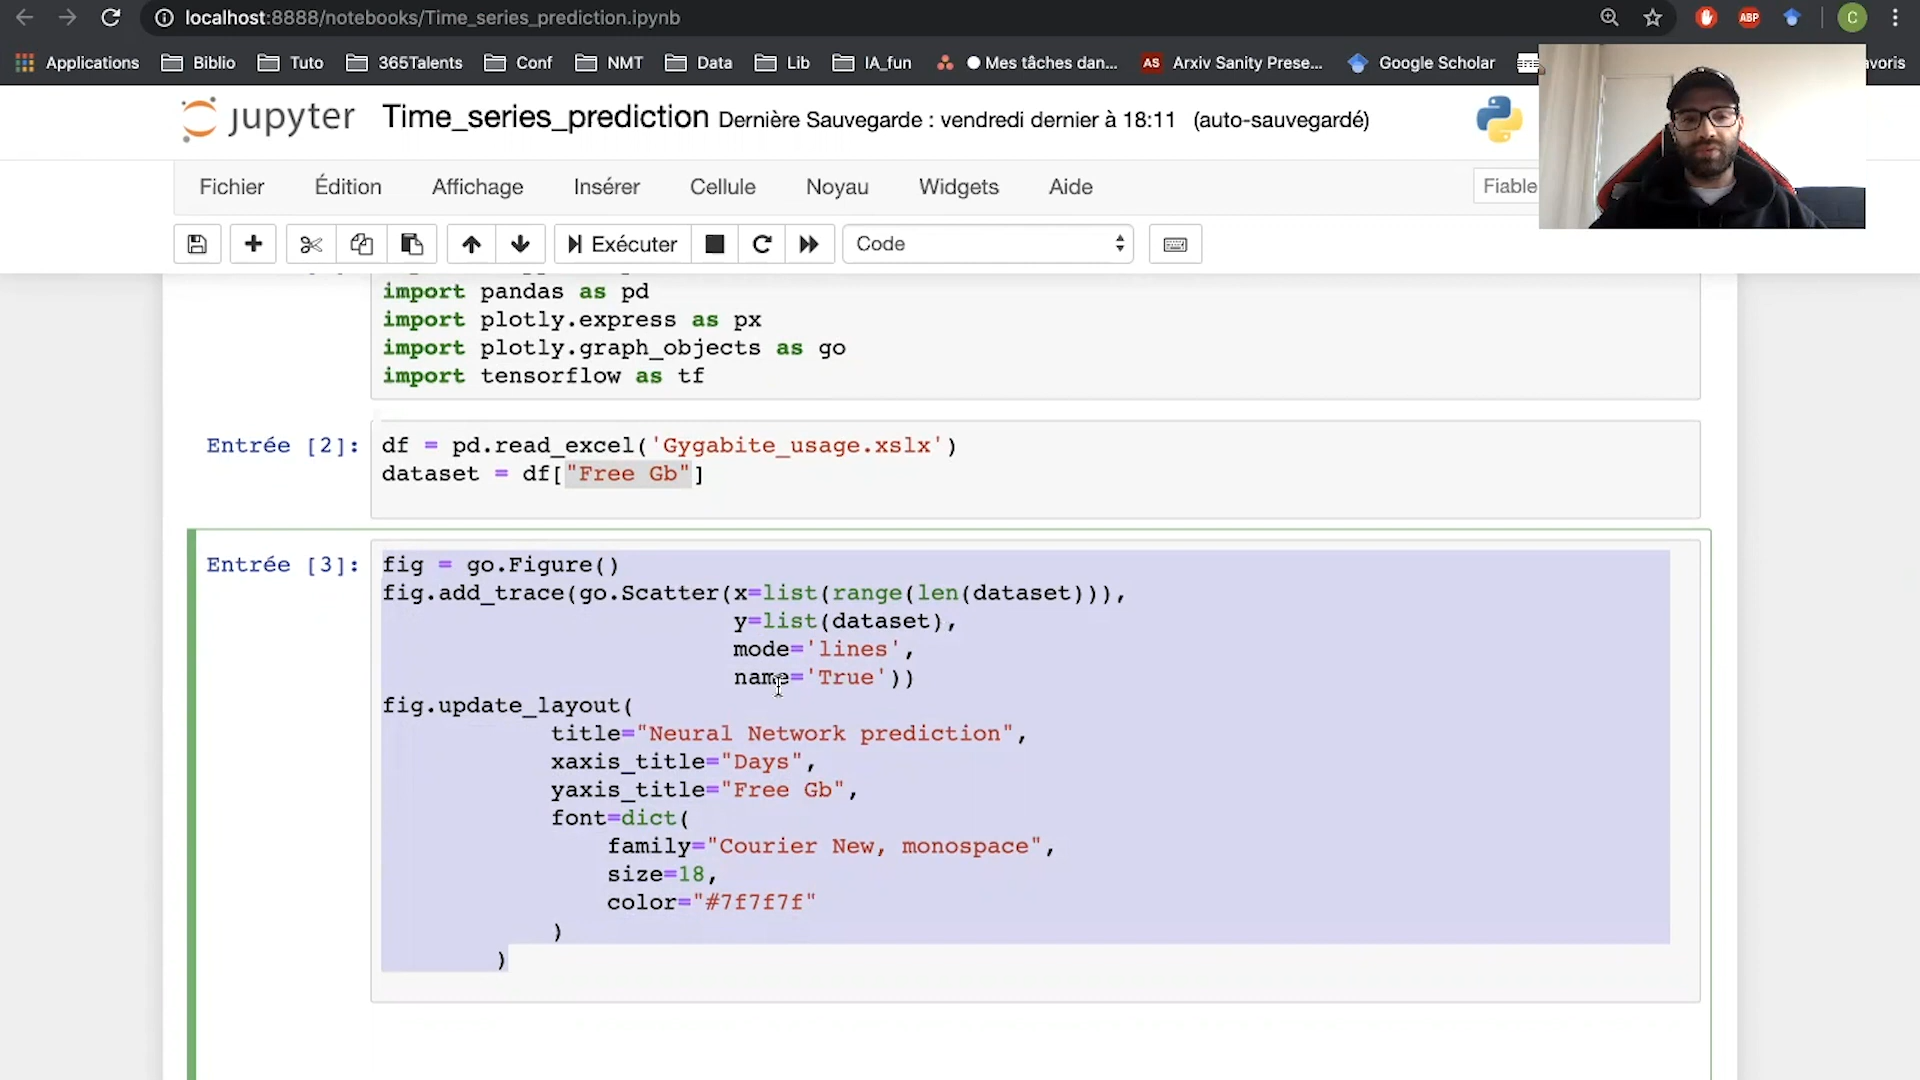 localhost:8888/notebooks/Time_series_prediction.ipynb
ABP
C
Applications Biblio Tuto 365Talents Conf NMT Data Lib IA_fun Mes tâches dan... AS Arxiv Sanity Prese... Google Scholar avoris
jupyter Time_series_prediction Dernière Sauvegarde : vendredi dernier à 18:11 (auto-sauvegardé)
Fichier Édition Affichage Insérer Cellule Noyau Widgets Aide Fiable
Exécuter Code
import pandas as pd
import plotly.express as px
import plotly.graph_objects as go
import tensorflow as tf
Entrée [2]: df = pd.read_excel('Gygabite_usage.xslx')
dataset = df["Free Gb"]
Entrée [3]: fig = go.Figure()
fig.add_trace(go.Scatter(x=list(range(len(dataset))),
y=list(dataset),
mode='lines',
name='True'))
fig.update_layout(
title="Neural Network prediction",
xaxis_title="Days",
yaxis_title="Free Gb",
font=dict(
family="Courier New, monospace",
size=18,
color="#7f7f7f"
)
)